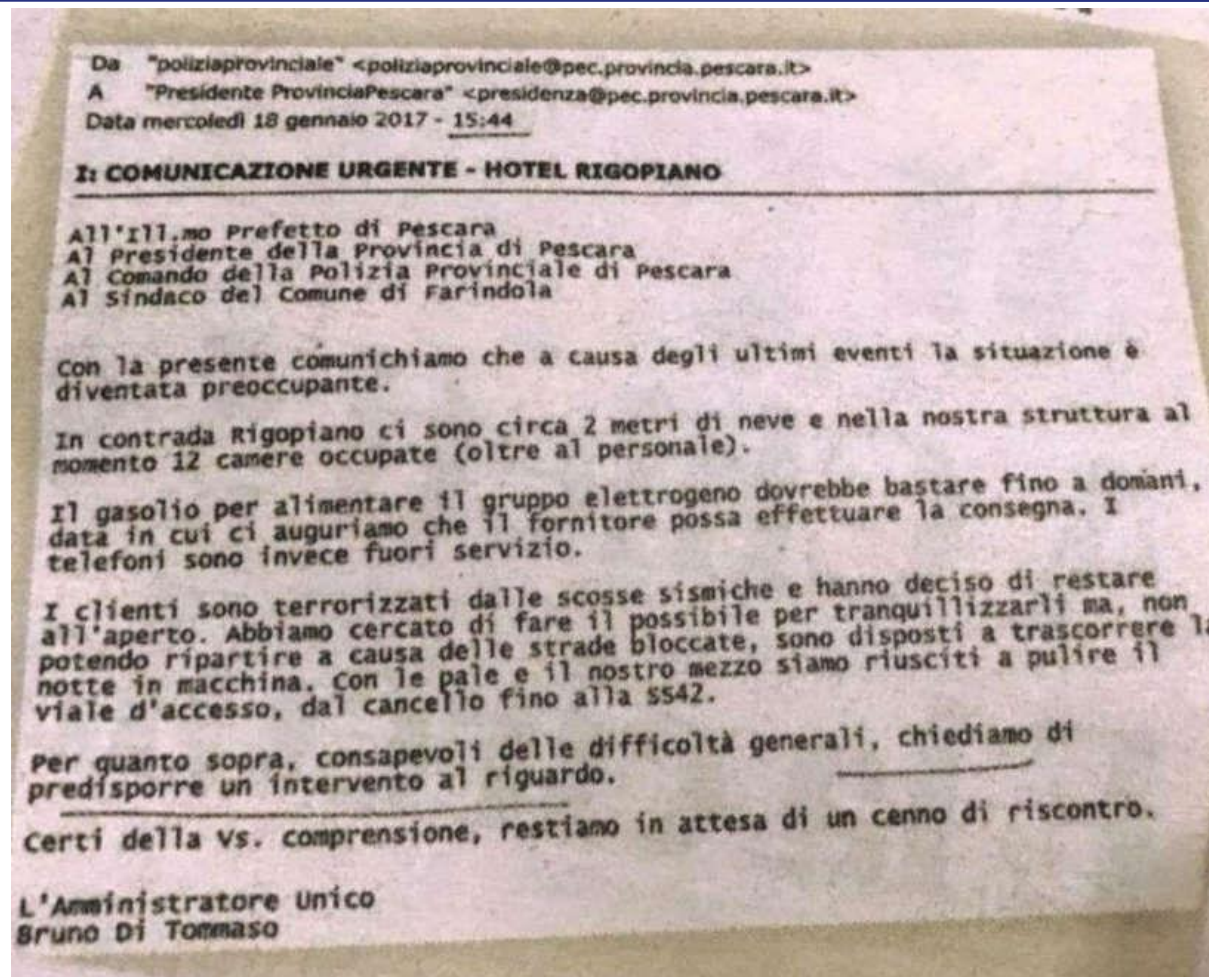 Da "poliziaprovinciale" <poliziaprovinciale@pec.provincia.pescara.it>
A "Presidente ProvinciaPescara" <presidenza@pec.provincia.pescara.it>
Data mercoledì 18 gennaio 2017 - 15:44
I: COMUNICAZIONE URGENTE - HOTEL RIGOPIANO
All'Ill.mo Prefetto di Pescara
Al Presidente della Provincia di Pescara
Al Comando della Polizia Provinciale di Pescara
Al Sindaco del Comune di Farindola
Con la presente comunichiamo che a causa degli ultimi eventi la situazione è
diventata preoccupante.
In contrada Rigopiano ci sono circa 2 metri di neve e nella nostra struttura al
momento 12 camere occupate (oltre al personale).
Il gasolio per alimentare il gruppo elettrogeno dovrebbe bastare fino a domani,
data in cui ci auguriamo che il fornitore possa effettuare la consegna. I
telefoni sono invece fuori servizio.
I clienti sono terrorizzati dalle scosse sismiche e hanno deciso di restare
all'aperto. Abbiamo cercato di fare il possibile per tranquillizzarli ma, non
potendo ripartire a causa delle strade bloccate, sono disposti a trascorrere la
notte in macchina. Con le pale e il nostro mezzo siamo riusciti a pulire il
viale d'accesso, dal cancello fino alla SS42.
Per quanto sopra, consapevoli delle difficoltà generali, chiediamo di
predisporre un intervento al riguardo.
Certi della Vs. comprensione, restiamo in attesa di un cenno di riscontro.
L'Amministratore Unico
Bruno Di Tommaso